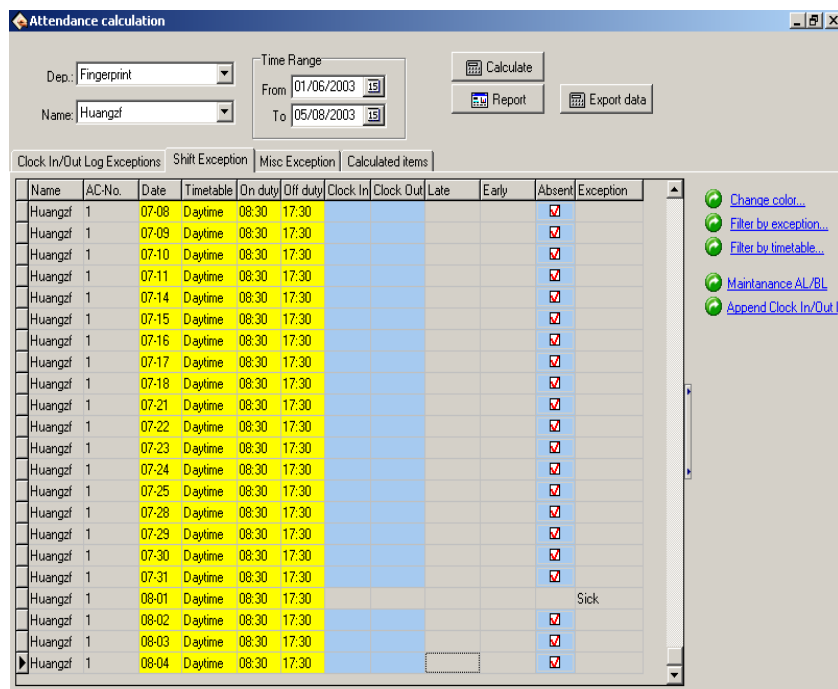 Attendance calculation
Dep.: Fingerprint
Name: Huangzf
Time Range
From 01/06/2003 15
To 05/08/2003 15
Calculate
Report
Export data
Clock In/Out Log Exceptions Shift Exception Misc Exception Calculated items
Name AC-No. Date Timetable On duty Off duty Clock In Clock Out Late Early Absent Exception
Huangzf 1 07-08 Daytime 08:30 17:30
Huangzf 1 07-09 Daytime 08:30 17:30
Huangzf 1 07-10 Daytime 08:30 17:30
Huangzf 1 07-11 Daytime 08:30 17:30
Huangzf 1 07-14 Daytime 08:30 17:30
Huangzf 1 07-15 Daytime 08:30 17:30
Huangzf 1 07-16 Daytime 08:30 17:30
Huangzf 1 07-17 Daytime 08:30 17:30
Huangzf 1 07-18 Daytime 08:30 17:30
Huangzf 1 07-21 Daytime 08:30 17:30
Huangzf 1 07-22 Daytime 08:30 17:30
Huangzf 1 07-23 Daytime 08:30 17:30
Huangzf 1 07-24 Daytime 08:30 17:30
Huangzf 1 07-25 Daytime 08:30 17:30
Huangzf 1 07-28 Daytime 08:30 17:30
Huangzf 1 07-29 Daytime 08:30 17:30
Huangzf 1 07-30 Daytime 08:30 17:30
Huangzf 1 07-31 Daytime 08:30 17:30
Huangzf 1 08-01 Daytime 08:30 17:30 Sick
Huangzf 1 08-02 Daytime 08:30 17:30
Huangzf 1 08-03 Daytime 08:30 17:30
Huangzf 1 08-04 Daytime 08:30 17:30
Change color...
Filter by exception...
Filter by timetable...
Maintanance AL/BL
Append Clock In/Out